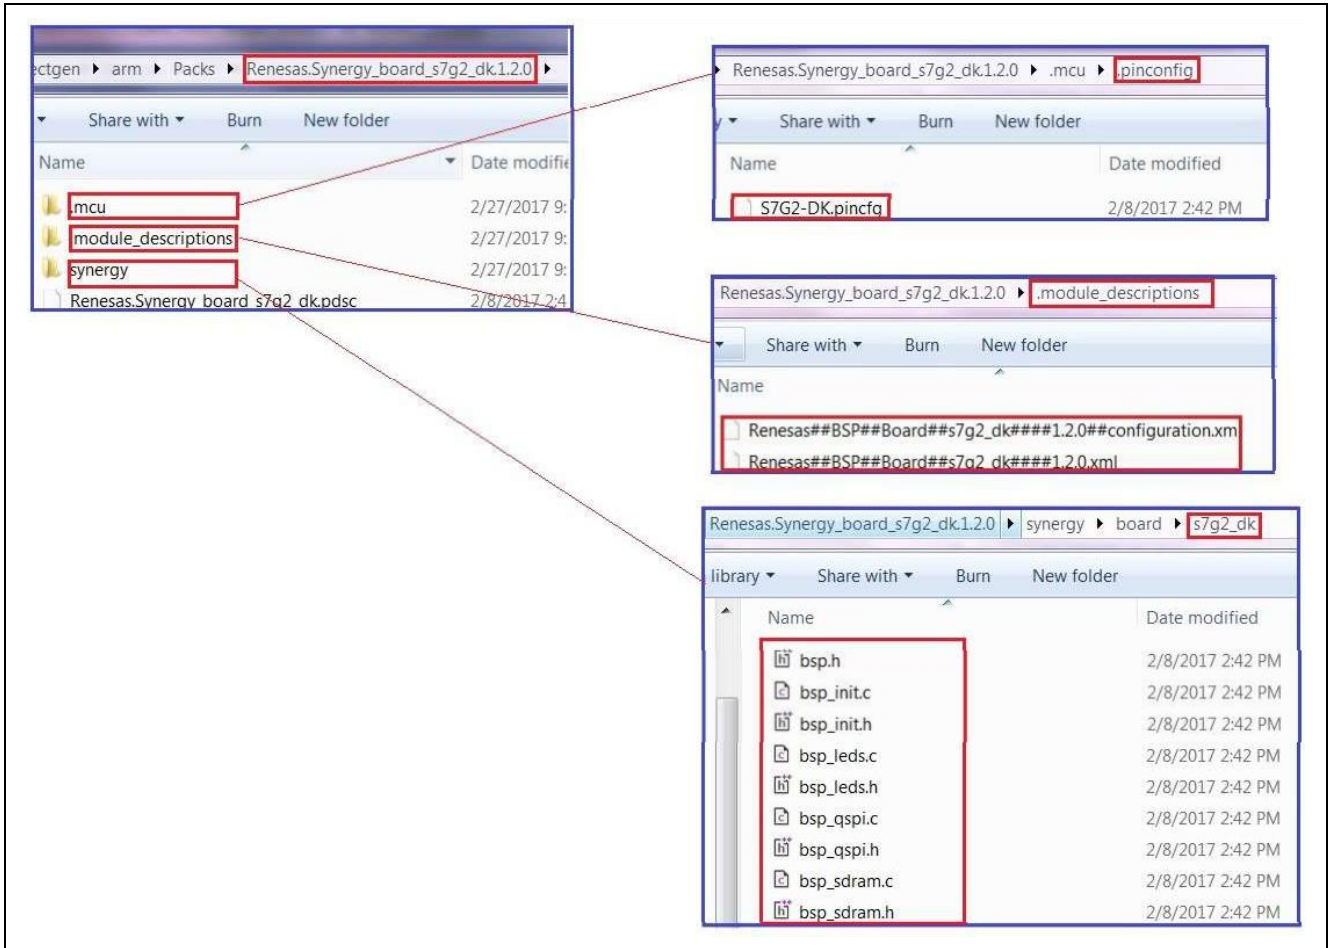 ectgen ▸ arm ▸ Packs ▸ Renesas.Synergy_board_s7g2_dk.1.2.0 ▸
Share with ▾ Burn New folder
Name Date modifie
.mcu 2/27/2017 9:
module_descriptions 2/27/2017 9:
synergy 2/27/2017 9:
Renesas.Synergy_board_s7g2_dk.pdsc 2/8/2017 2:4
Renesas.Synergy_board_s7g2_dk.1.2.0 ▸ .mcu ▸ .pinconfig
y ▾ Share with ▾ Burn New folder
Name Date modified
S7G2-DK.pincfg 2/8/2017 2:42 PM
Renesas.Synergy_board_s7g2_dk.1.2.0 ▸ .module_descriptions
Share with ▾ Burn New folder
Name
Renesas##BSP##Board##s7g2_dk####1.2.0##configuration.xm
Renesas##BSP##Board##s7g2_dk####1.2.0.xml
Renesas.Synergy_board_s7g2_dk.1.2.0 ▸ synergy ▸ board ▸ s7g2_dk
library ▾ Share with ▾ Burn New folder
Name Date modified
bsp.h 2/8/2017 2:42 PM
bsp_init.c 2/8/2017 2:42 PM
bsp_init.h 2/8/2017 2:42 PM
bsp_leds.c 2/8/2017 2:42 PM
bsp_leds.h 2/8/2017 2:42 PM
bsp_qspi.c 2/8/2017 2:42 PM
bsp_qspi.h 2/8/2017 2:42 PM
bsp_sdram.c 2/8/2017 2:42 PM
bsp_sdram.h 2/8/2017 2:42 PM